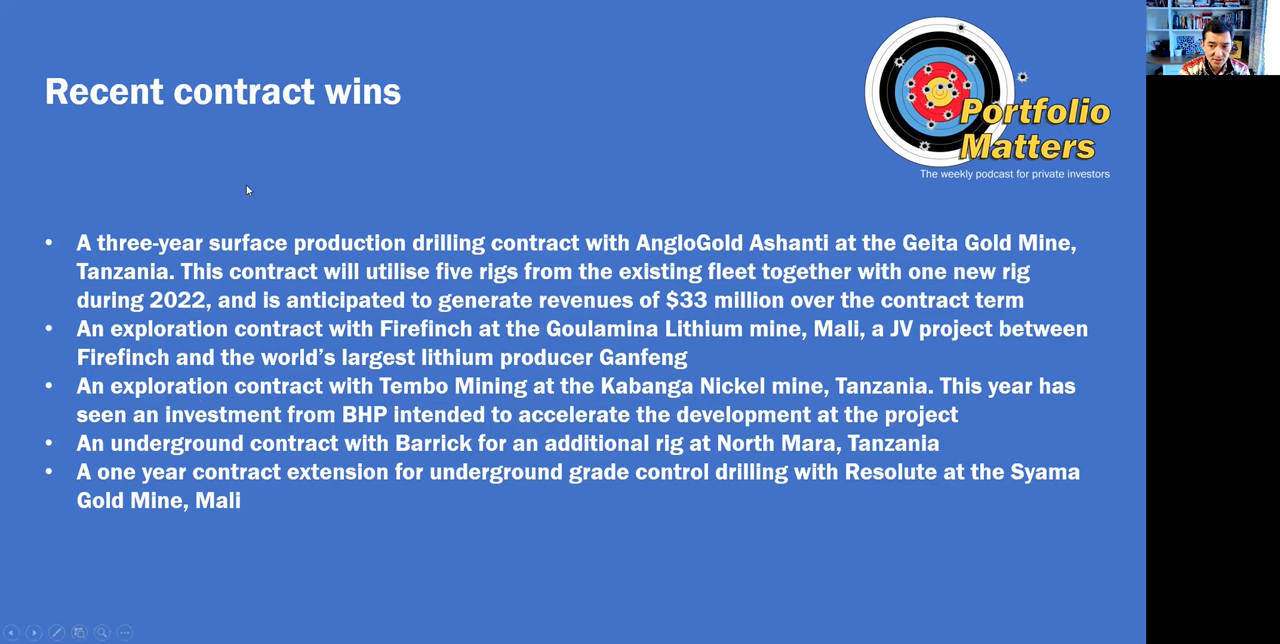 Recent contract wins
Portfolio
Matters
The weekly podcast for private investors
• A three-year surface production drilling contract with AngloGold Ashanti at the Geita Gold Mine,
Tanzania. This contract will utilise five rigs from the existing fleet together with one new rig
during 2022, and is anticipated to generate revenues of $33 million over the contract term
• An exploration contract with Firefinch at the Goulamina Lithium mine, Mali, a JV project between
Firefinch and the world’s largest lithium producer Ganfeng
• An exploration contract with Tembo Mining at the Kabanga Nickel mine, Tanzania. This year has
seen an investment from BHP intended to accelerate the development at the project
• An underground contract with Barrick for an additional rig at North Mara, Tanzania
• A one year contract extension for underground grade control drilling with Resolute at the Syama
Gold Mine, Mali